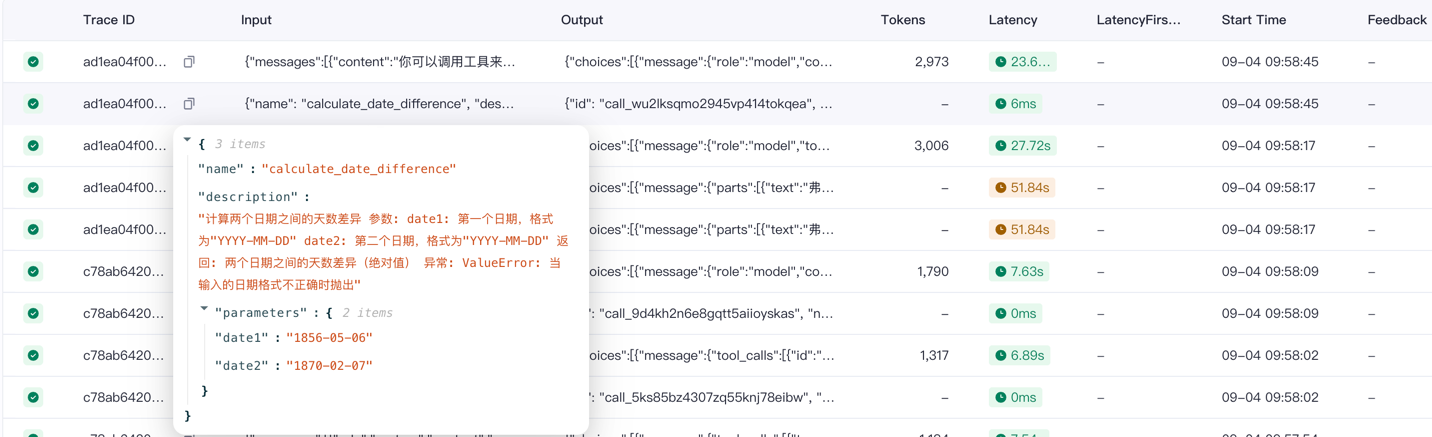 Trace ID Input Output Tokens Latency LatencyFirs... Start Time Feedback
ad1ea04f00... {"messages":[{"content":"你可以调用工具来... {"choices":[{"message":{"role":"model","co... 2,973 23.6... – 09-04 09:58:45 –
ad1ea04f00... {"name": "calculate_date_difference", "des... {"id": "call_wu2lksqmo2945vp414tokqea", ... – 6ms – 09-04 09:58:45 –
ad1ea04f00... oices":[{"message":{"role":"model","to... 3,006 27.72s – 09-04 09:58:17 –
ad1ea04f00... oices":[{"message":{"parts":[{"text":"弗... – 51.84s – 09-04 09:58:17 –
ad1ea04f00... oices":[{"message":{"parts":[{"text":"弗... – 51.84s – 09-04 09:58:17 –
c78ab6420... oices":[{"message":{"role":"model","co... 1,790 7.63s – 09-04 09:58:09 –
c78ab6420... ": "call_9d4kh2n6e8gqtt5aiioyskas", "n... – 0ms – 09-04 09:58:09 –
c78ab6420... oices":[{"message":{"tool_calls":[{"id":"... 1,317 6.89s – 09-04 09:58:02 –
c78ab6420... ": "call_5ks85bz4307zq55knj78eibw", "... – 0ms – 09-04 09:58:02 –
{ 3 items
"name" : "calculate_date_difference"
"description" :
"计算两个日期之间的天数差异 参数: date1: 第一个日期，格式
为"YYYY-MM-DD" date2: 第二个日期，格式为"YYYY-MM-DD" 返
回: 两个日期之间的天数差异（绝对值） 异常: ValueError: 当
输入的日期格式不正确时抛出"
"parameters" : { 2 items
"date1" : "1856-05-06"
"date2" : "1870-02-07"
}
}